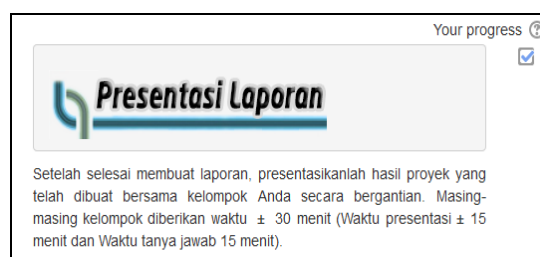 Your progress
Presentasi Laporan
Setelah selesai membuat laporan, presentasikanlah hasil proyek yang
telah dibuat bersama kelompok Anda secara bergantian. Masing-
masing kelompok diberikan waktu ± 30 menit (Waktu presentasi ± 15
menit dan Waktu tanya jawab 15 menit).